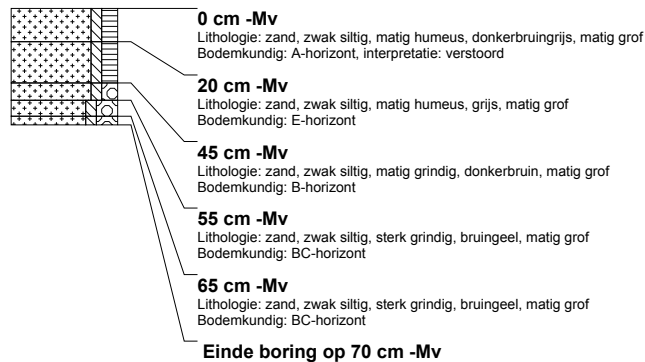 0 cm -Mv
Lithologie: zand, zwak siltig, matig humeus, donkerbruingrijs, matig grof
Bodemkundig: A-horizont, interpretatie: verstoord
20 cm -Mv
Lithologie: zand, zwak siltig, matig humeus, grijs, matig grof
Bodemkundig: E-horizont
45 cm -Mv
Lithologie: zand, zwak siltig, matig grindig, donkerbruin, matig grof
Bodemkundig: B-horizont
55 cm -Mv
Lithologie: zand, zwak siltig, sterk grindig, bruingeel, matig grof
Bodemkundig: BC-horizont
65 cm -Mv
Lithologie: zand, zwak siltig, sterk grindig, bruingeel, matig grof
Bodemkundig: BC-horizont
Einde boring op 70 cm -Mv